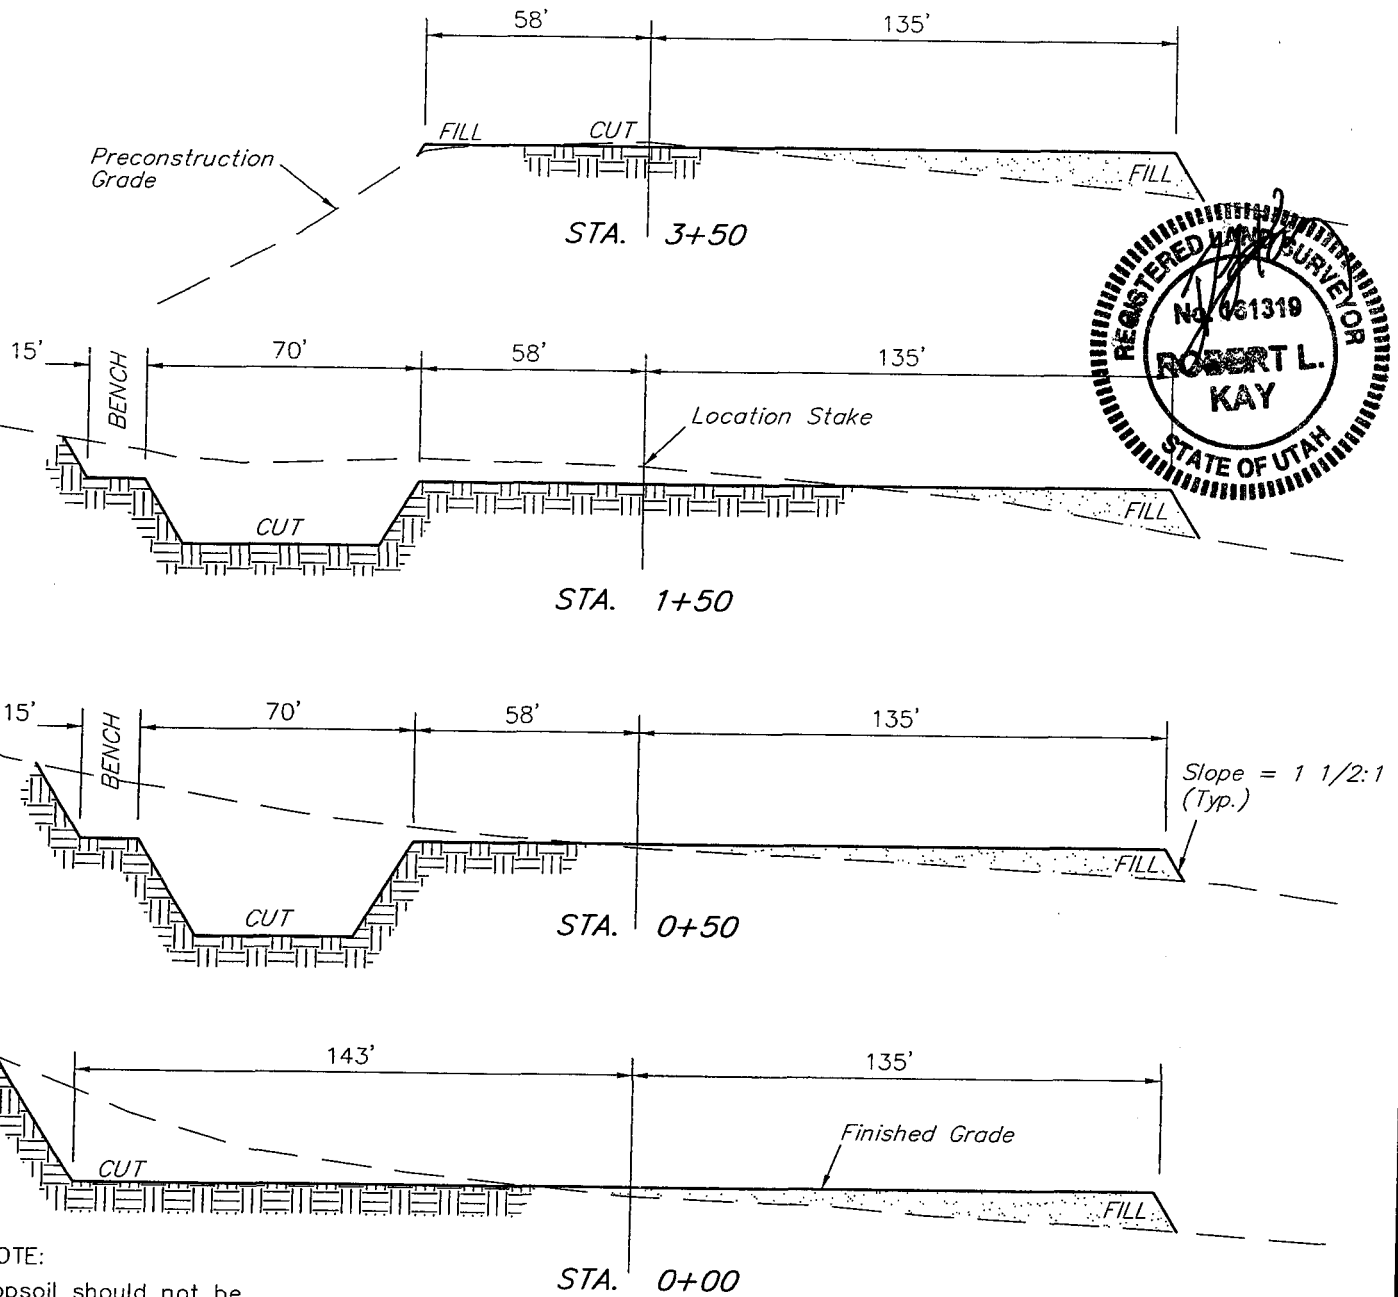 58' 135'
FILL CUT
Preconstruction
Grade
FILL
STA. 3+50
REGISTERED LAND SURVEYOR
No. 161319
ROBERT L.
KAY
STATE OF UTAH
15' BENCH 70' 58' 135'
Location Stake
CUT
FILL
STA. 1+50
15' BENCH 70' 58' 135'
Slope = 1 1/2:1
(Typ.)
FILL
CUT
STA. 0+50
143' 135'
Finished Grade
CUT
FILL
OTE:
opsoil should not be
STA. 0+00